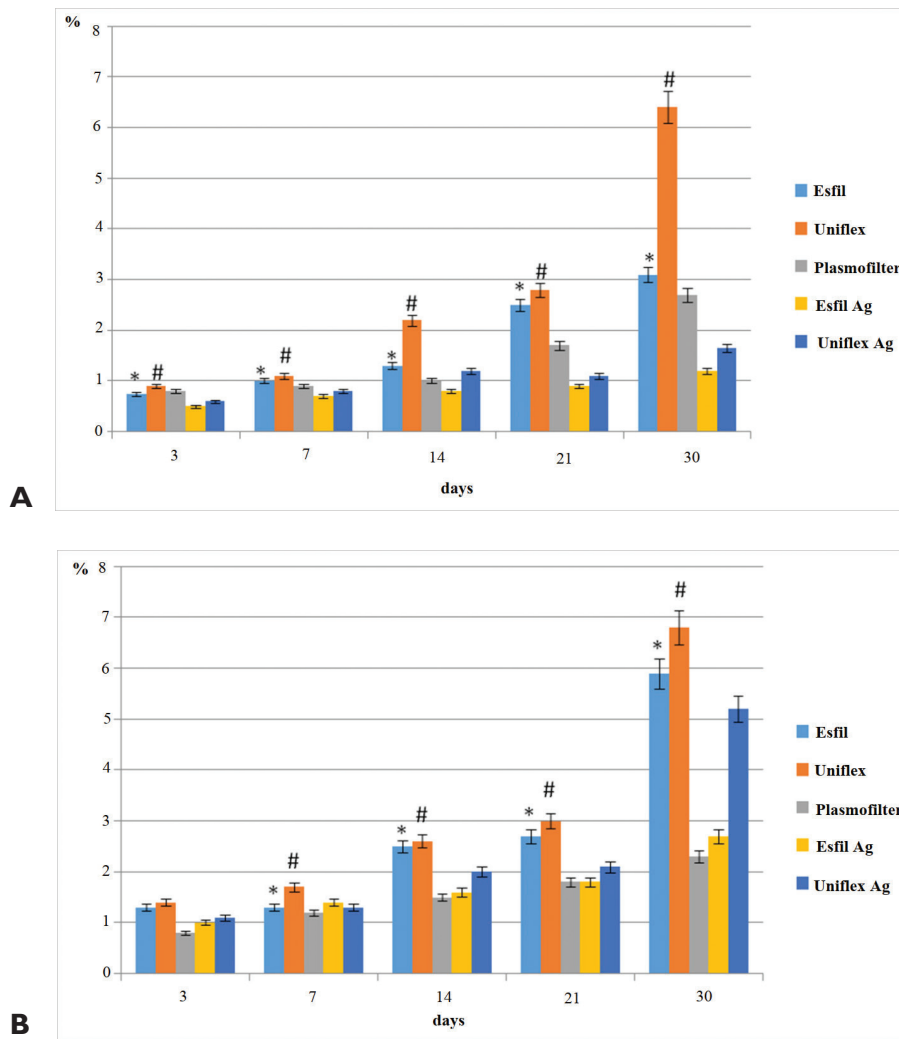 % 8
7
6
5
4
3
2
1
0
* # * # * # * # * #
3 7 14 21 30
days
Esfil
Uniflex
Plasmofilter
Esfil Ag
Uniflex Ag
A
% 8
7
6
5
4
3
2
1
0
* # * # * # * #
3 7 14 21 30
days
Esfil
Uniflex
Plasmofilter
Esfil Ag
Uniflex Ag
B